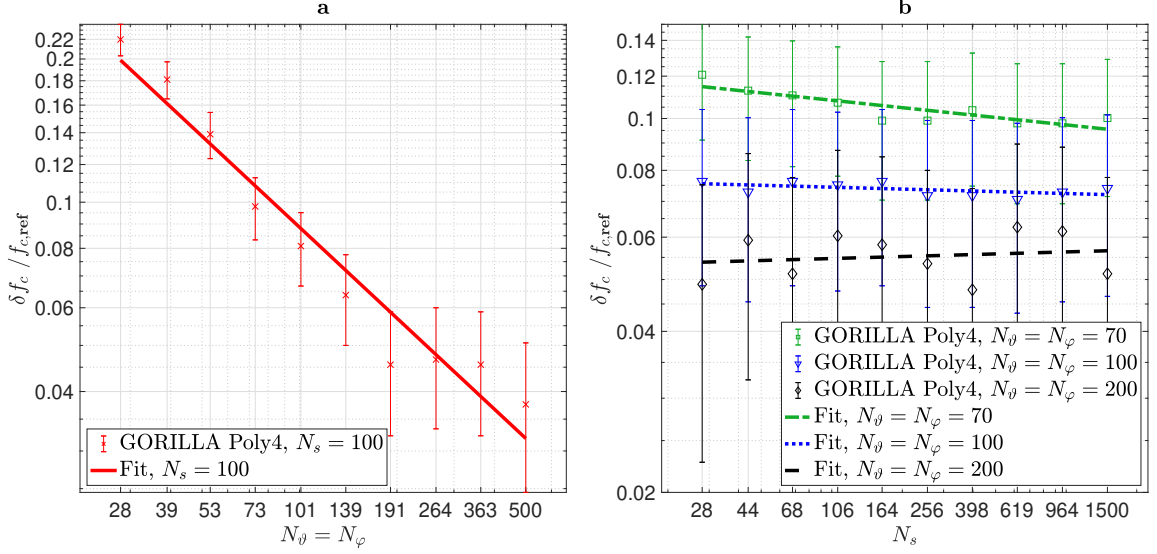 a
0.22
0.2
0.18
0.16
0.14
0.12
0.1
0.08
0.06
0.04
δf_c / f_{c,ref}
28 39 53 73 101 139 191 264 363 500
N_ϑ = N_φ
GORILLA Poly4, N_s = 100
Fit, N_s = 100
b
0.14
0.12
0.1
0.08
0.06
0.04
0.02
δf_c / f_{c,ref}
28 44 68 106 164 256 398 619 964 1500
N_s
GORILLA Poly4, N_ϑ = N_φ = 70
GORILLA Poly4, N_ϑ = N_φ = 100
GORILLA Poly4, N_ϑ = N_φ = 200
Fit, N_ϑ = N_φ = 70
Fit, N_ϑ = N_φ = 100
Fit, N_ϑ = N_φ = 200